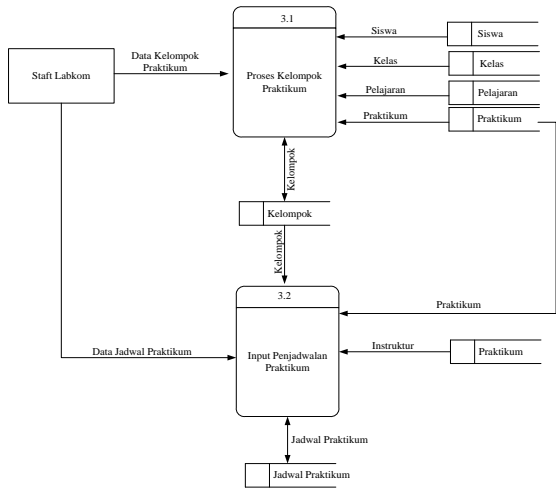 3.1
Siswa
Siswa
Data Kelompok
Praktikum
Staft Labkom
Proses Kelompok
Praktikum
Kelas
Kelas
Pelajaran
Pelajaran
Praktikum
Praktikum
Kelompok
Kelompok
Kelompok
3.2
Praktikum
Data Jadwal Praktikum
Input Penjadwalan
Praktikum
Instruktur
Praktikum
Jadwal Praktikum
Jadwal Praktikum